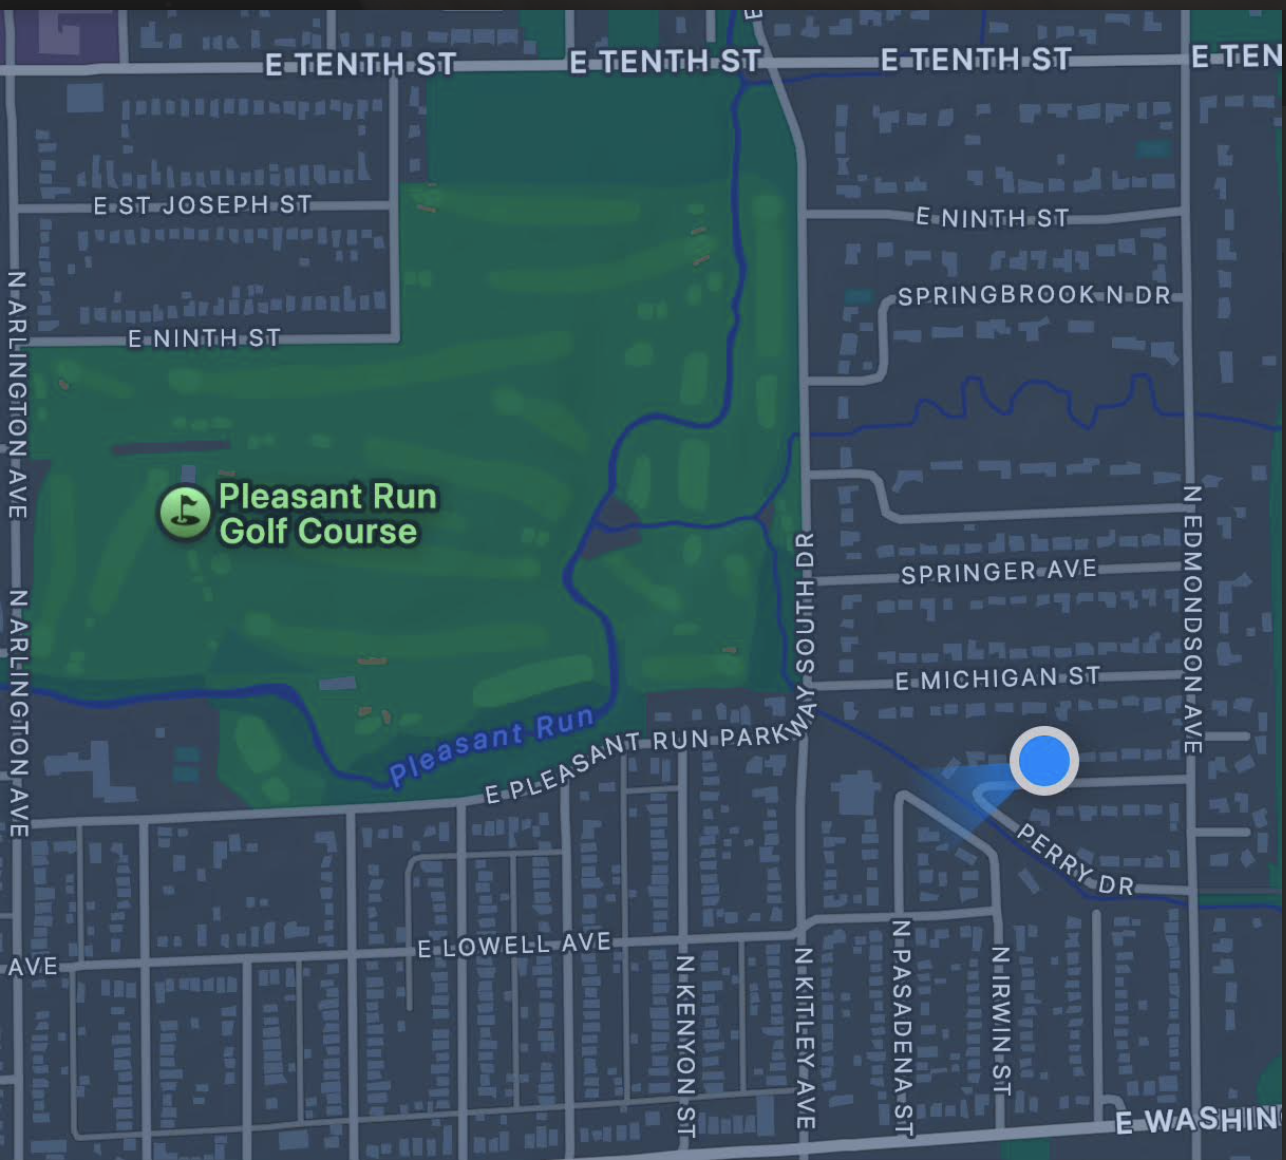 E TENTH ST
E TENTH ST
E TENTH ST
E TEN
E ST JOSEPH ST
E NINTH ST
SPRINGBROOK N DR
N ARLINGTON AVE
E NINTH ST
Pleasant Run
Golf Course
N EDMONDSON AVE
SPRINGER AVE
WAY SOUTH DR
N ARLINGTON AVE
E MICHIGAN ST
Pleasant Run
E PLEASANT RUN PARKWAY
PERRY DR
E LOWELL AVE
AVE
N KENYON ST
N KITLEY AVE
N PASADENA ST
N IRWIN ST
E WASHIN